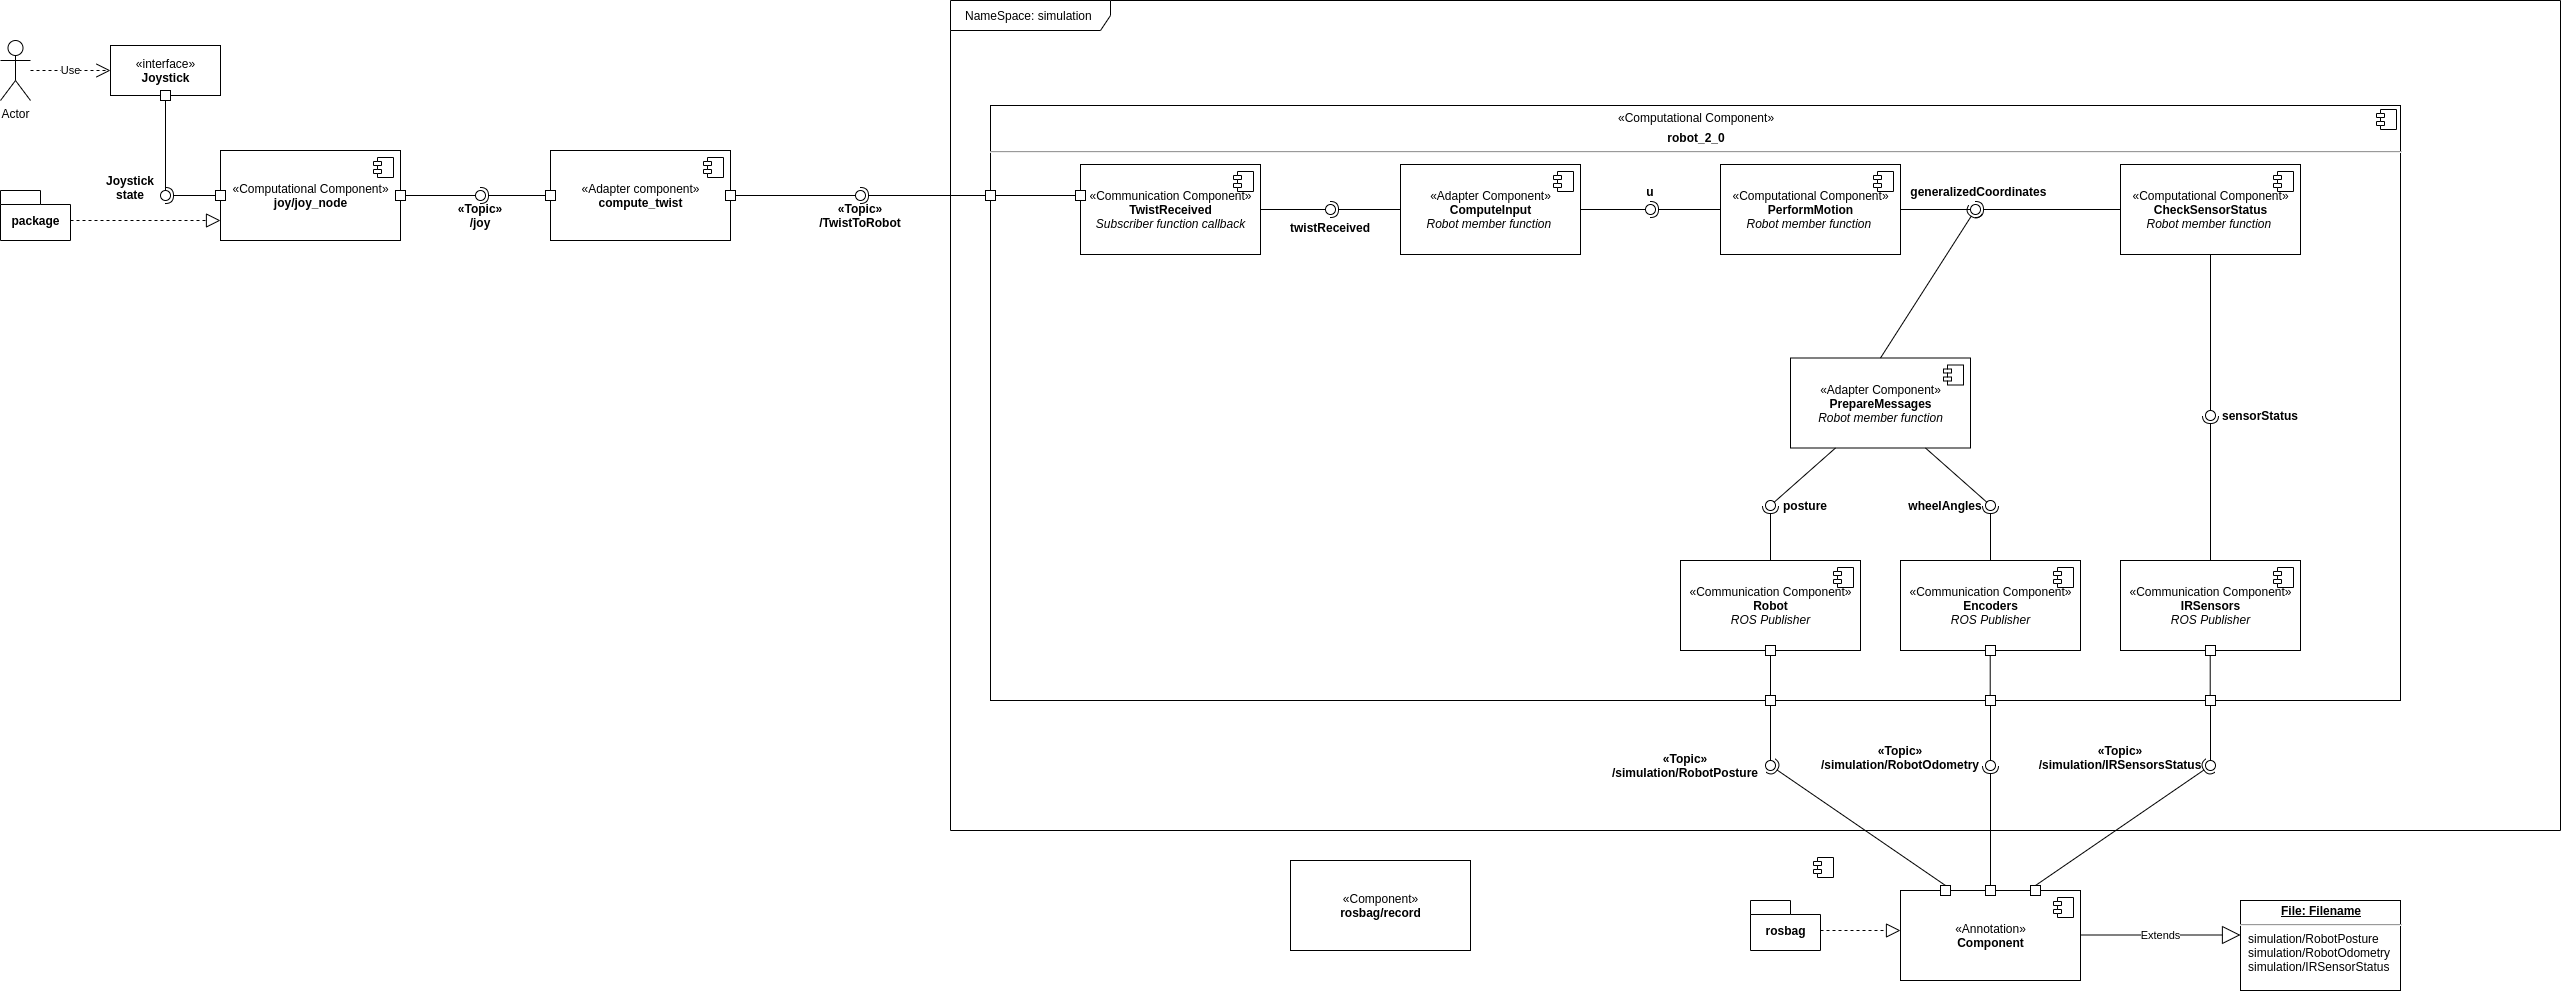 NameSpace: simulation
Actor
Use
«interface»
Joystick
Joystick
state
package
«Computational Component»
joy/joy_node
«Topic»
/joy
«Adapter component»
compute_twist
«Topic»
/TwistToRobot
«Computational Component»
robot_2_0
«Communication Component»
TwistReceived
Subscriber function callback
twistReceived
«Adapter Component»
ComputeInput
Robot member function
u
«Computational Component»
PerformMotion
Robot member function
generalizedCoordinates
«Computational Component»
CheckSensorStatus
Robot member function
«Adapter Component»
PrepareMessages
Robot member function
sensorStatus
posture
wheelAngles
«Communication Component»
Robot
ROS Publisher
«Communication Component»
Encoders
ROS Publisher
«Communication Component»
IRSensors
ROS Publisher
«Topic»
/simulation/RobotPosture
«Topic»
/simulation/RobotOdometry
«Topic»
/simulation/IRSensorsStatus
«Component»
rosbag/record
rosbag
«Annotation»
Component
Extends
File: Filename
simulation/RobotPosture
simulation/RobotOdometry
simulation/IRSensorStatus